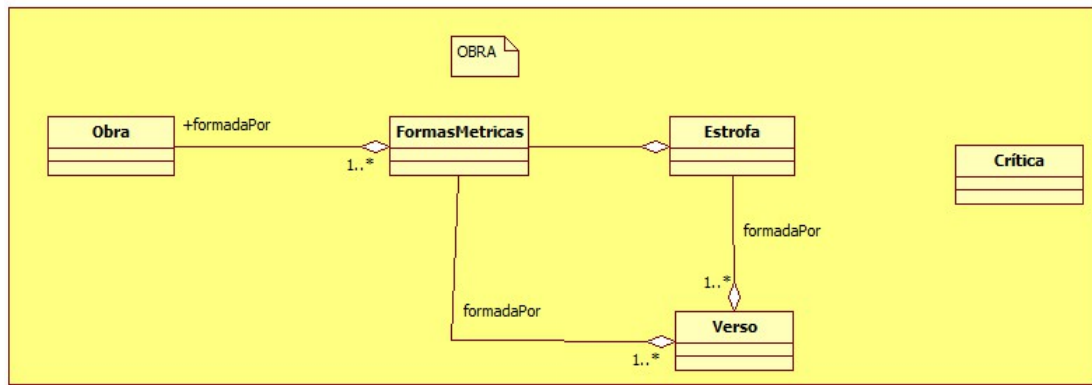 OBRA
Obra
+formadaPor
1..*
FormasMetricas
Estrofa
Crítica
formadaPor
1..*
formadaPor
1..*
Verso